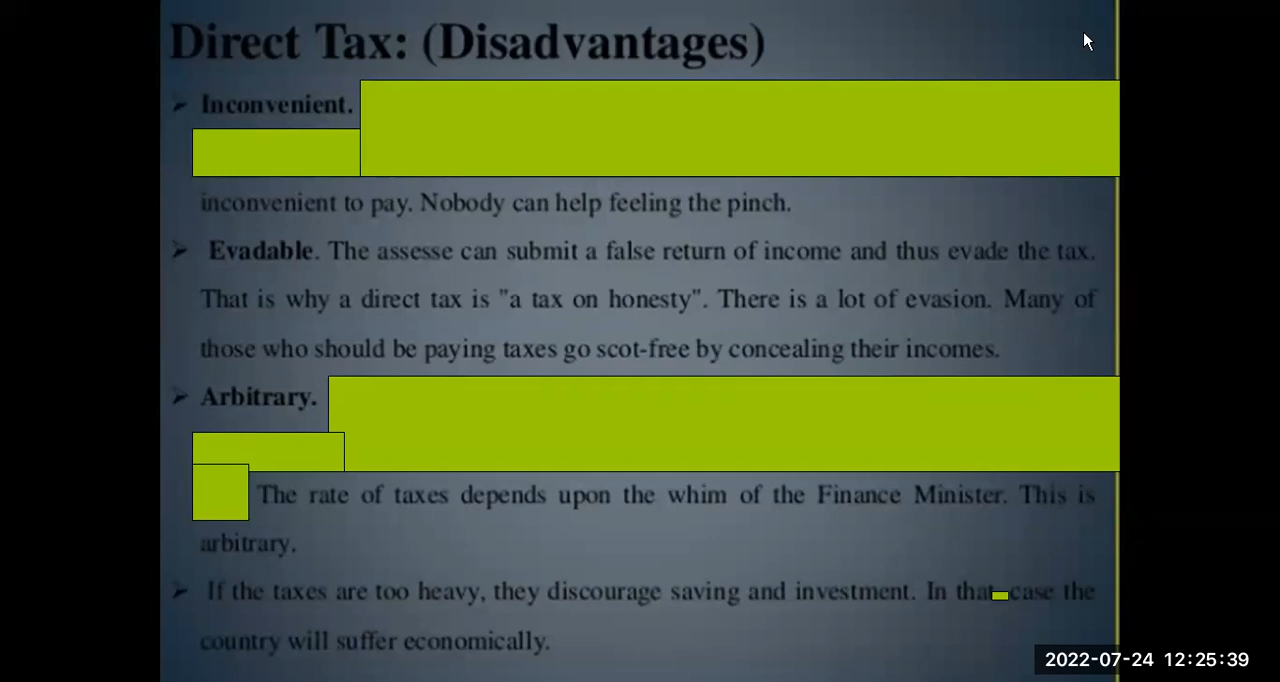 Direct Tax: (Disadvantages)
➢ Inconvenient.
inconvenient to pay. Nobody can help feeling the pinch.
➢ Evadable. The assesse can submit a false return of income and thus evade the tax.
That is why a direct tax is "a tax on honesty". There is a lot of evasion. Many of
those who should be paying taxes go scot-free by concealing their incomes.
➢ Arbitrary.
The rate of taxes depends upon the whim of the Finance Minister. This is
arbitrary.
➢ If the taxes are too heavy, they discourage saving and investment. In that case the
country will suffer economically.
2022-07-24 12:25:39